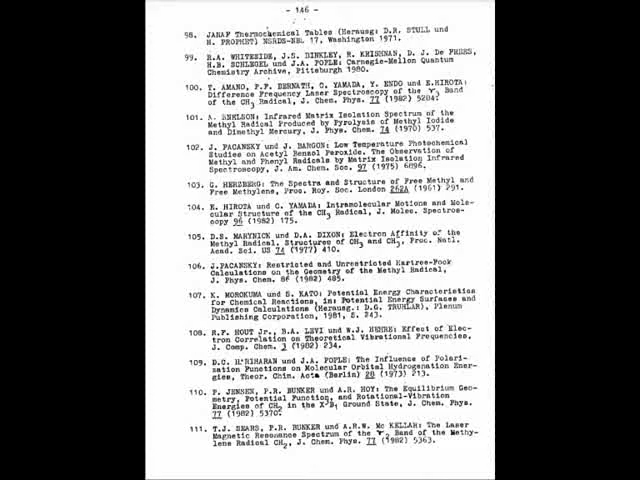 - 146 -
98. JANAF Thermochemical Tables (Herausg: D.R. STULL und
H. PROPHET) NSRDS-NBL 17, Washington 1971.
99. R.A. WHITESIDE, J.S. BINKLEY, R. KRISHNAN, D. J. De FREES,
H.B. SCHLEGEL und J.A. POPLE: Carnegie-Mellon Quantum
Chemistry Archive, Pittsburgh 1980.
100. T. AMANO, P.F. BERNATH, C. YAMADA, Y. ENDO und E.HIROTA:
Difference Frequency Laser Spectroscopy of the ν3 Band
of the CH3 Radical, J. Chem. Phys. 77 (1982) 5284?
101. A. SNELSON: Infrared Matrix Isolation Spectrum of the
Methyl Radical Produced by Pyrolysis of Methyl Iodide
and Dimethyl Mercury, J. Phys. Chem. 74 (1970) 537.
102. J. PACANSKY und J. BARGON: Low Temperature Photochemical
Studies on Acetyl Benzol Peroxide. The Observation of
Methyl and Phenyl Radicals by Matrix Isolation Infrared
Spectroscopy, J. Am. Chem. Soc. 97 (1975) 6896.
103. G. HERZBERG: The Spectra and Structure of Free Methyl and
Free Methylene, Proc. Roy. Soc. London 262A (1961) 291.
104. E. HIROTA und C. YAMADA: Intramolecular Motions and Mole-
cular Structure of the CH3 Radical, J. Molec. Spectros-
copy 96 (1982) 175.
105. D.S. MARYNICK und D.A. DIXON: Electron Affinity of the
Methyl Radical. Structures of CH3 and CH3, Proc. Natl.
Acad. Sci. US 74 (1977) 410.
106. J.PACANSKY: Restricted and Unrestricted Hartree-Fock
Calculations on the Geometry of the Methyl Radical,
J. Phys. Chem. 86 (1982) 485.
107. K. MOROKUMA und S. KATO: Potential Energy Characteristics
for Chemical Reactions, in: Potential Energy Surfaces and
Dynamics Calculations (Herausg.: D.G. TRUHLAR), Plenum
Publishing Corporation, 1981, S. 243.
108. R.F. HOUT Jr., B.A. LEVI und W.J. HEHRE: Effect of Elec-
tron Correlation on Theoretical Vibrational Frequencies,
J. Comp. Chem. 3 (1982) 234.
109. D.C. HARIHARAN und J.A. POPLE: The Influence of Polari-
sation Functions on Molecular Orbital Hydrogenation Ener-
gies, Theor. Chim. Acta (Berlin) 28 (1973) 213.
110. P. JENSEN, P.R. BUNKER und A.R. HOY: The Equilibrium Geo-
metry, Potential Function, and Rotational-Vibration
Energies of CH2 in the X B1 Ground State, J. Chem. Phys.
77 (1982) 5370.
111. T.J. SEARS, P.R. BUNKER und A.R.W. Mc KELLAH: The Laser
Magnetic Resonance Spectrum of the ν2 Band of the Methy-
lene Radical CH2, J. Chem. Phys. 77 (1982) 5363.